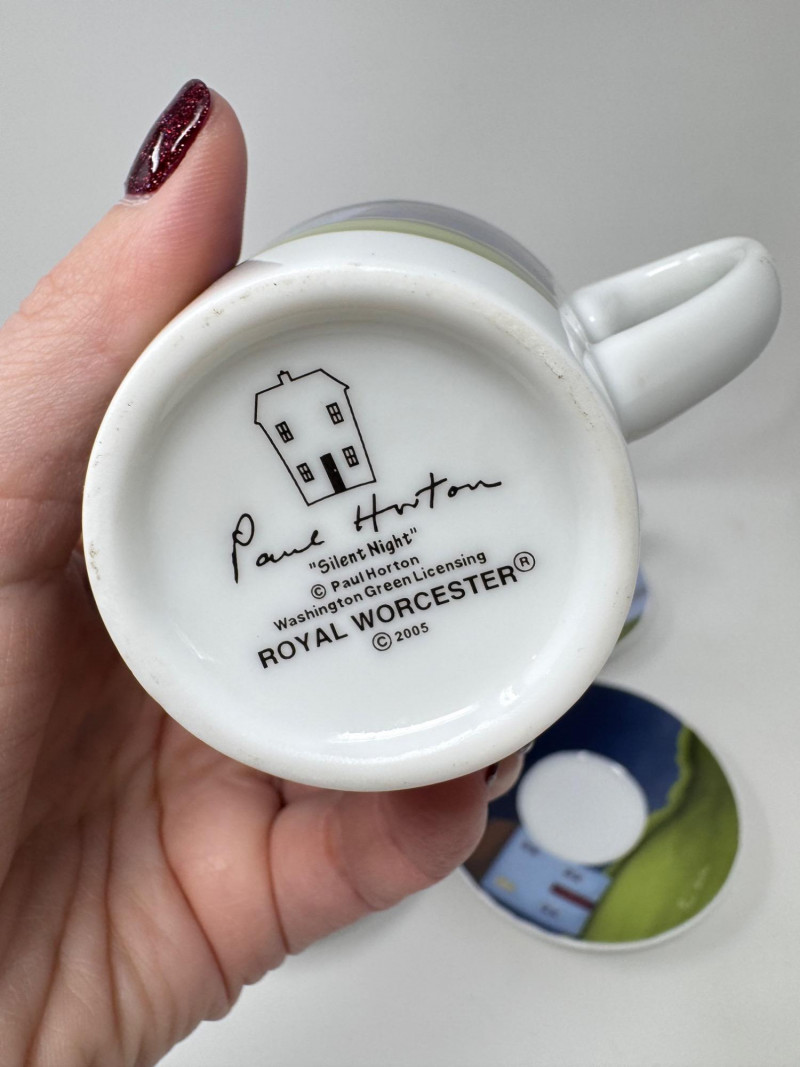 Paul Horton
"Silent Night"
© Paul Horton
Washington Green Licensing
ROYAL WORCESTER®
© 2005